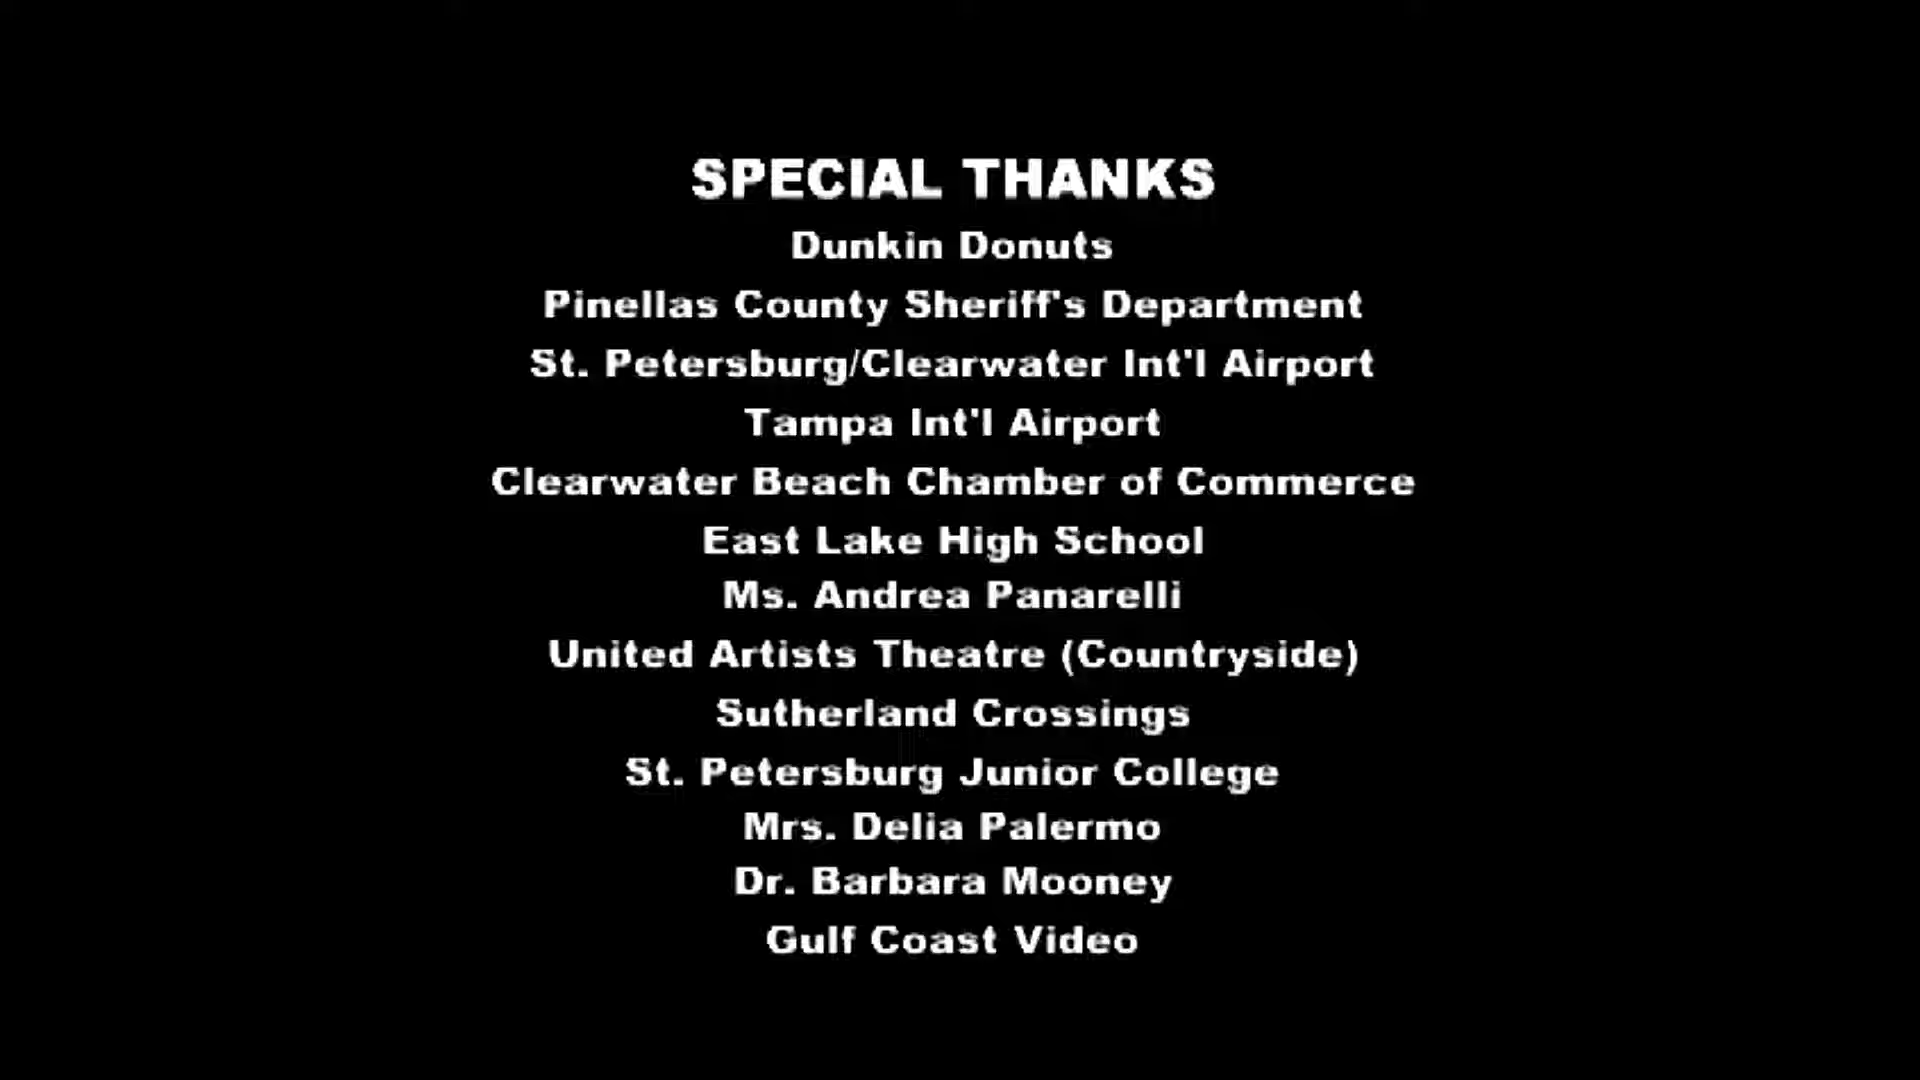 SPECIAL THANKS
Dunkin Donuts
Pinellas County Sheriff's Department
St. Petersburg/Clearwater Int'l Airport
Tampa Int'l Airport
Clearwater Beach Chamber of Commerce
East Lake High School
Ms. Andrea Panarelli
United Artists Theatre (Countryside)
Sutherland Crossings
St. Petersburg Junior College
Mrs. Delia Palermo
Dr. Barbara Mooney
Gulf Coast Video